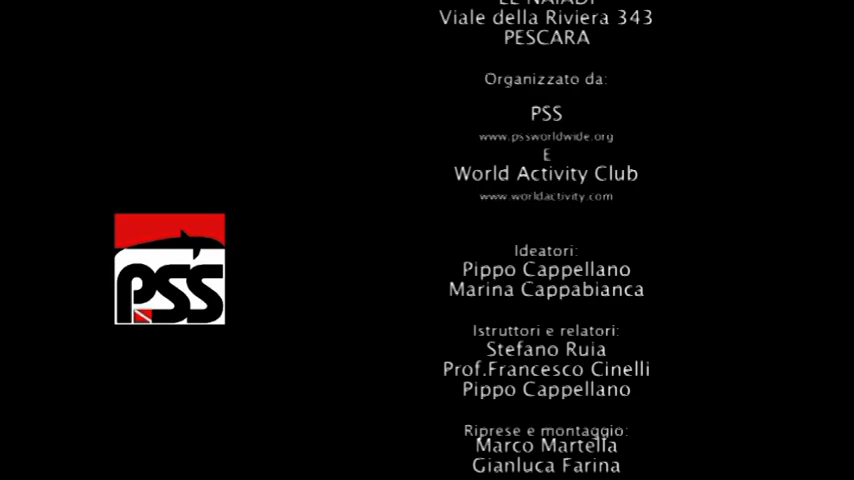 LE NAIADI
Viale della Riviera 343
PESCARA
Organizzato da:
PSS
www.pssworldwide.org
E
World Activity Club
www.worldactivity.com
PSS
Ideatori:
Pippo Cappellano
Marina Cappabianca
Istruttori e relatori:
Stefano Ruia
Prof.Francesco Cinelli
Pippo Cappellano
Riprese e montaggio:
Marco Martella
Gianluca Farina